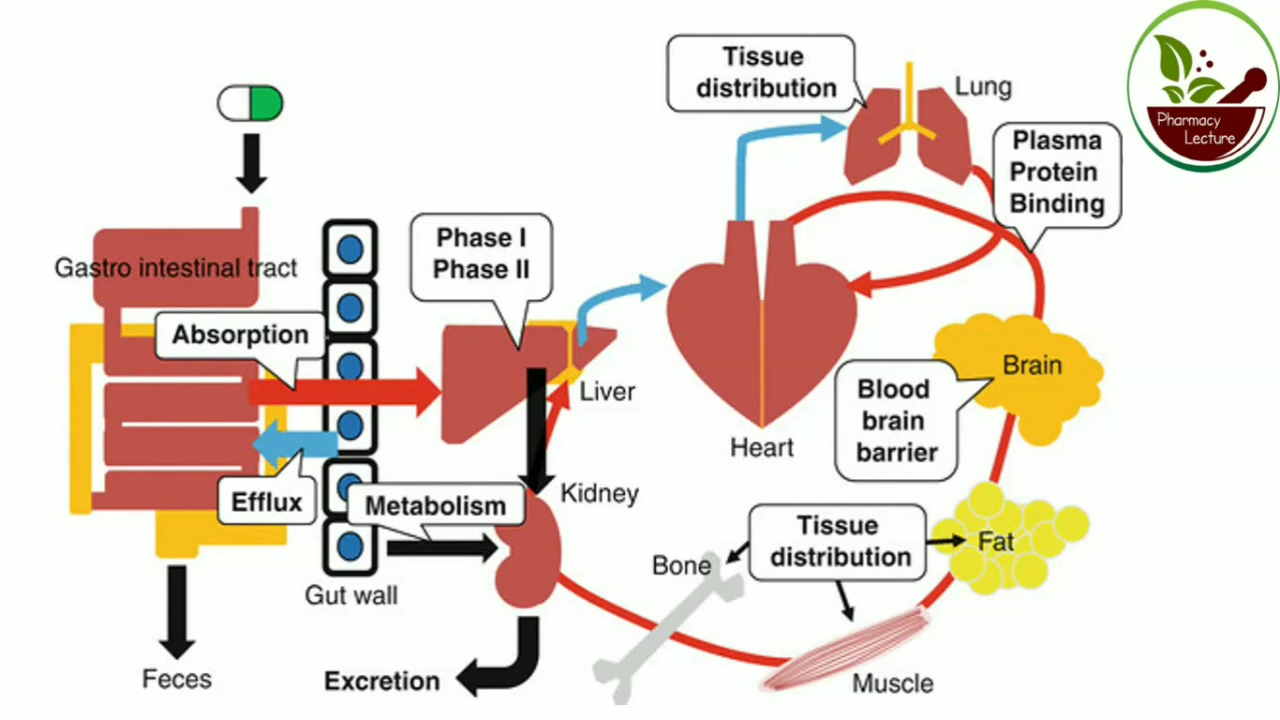 Tissue
distribution
Lung
Pharmacy
Lecture
Plasma
Protein
Binding
Gastro intestinal tract
Phase I
Phase II
Absorption
Liver
Brain
Blood
brain
barrier
Heart
Efflux
Metabolism
Kidney
Tissue
distribution
Fat
Bone
Gut wall
Feces
Excretion
Muscle